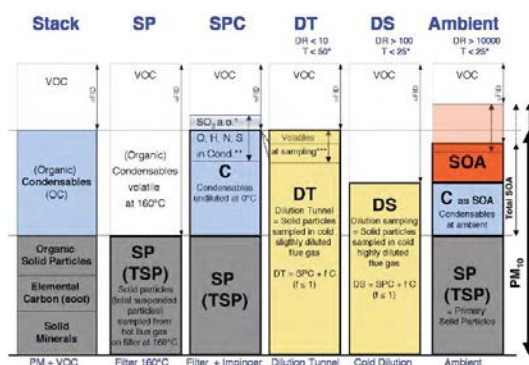 Stack
SP
SPC
DT
DR < 10
T < 50*
DS
DR > 100
T < 25*
Ambient
DR > 10000
T < 25*
VOC
VOC
VOC
VOC
VOC
VOC
(Organic)
Condensables
(OC)
Organic
Solid Particles
Elemental
Carbon (soot)
Solid
Minerals
PM + VOC
(Organic)
Condensables
volatile
at 160°C
SP
(TSP)
Solid particles
(total suspended
particles)
sampled from
hot flue gas
on filter at 160°C
Filter 160°C
SO₂ a.o.*
O, H, N, S
in Cond.**
C
Condensables
undiluted at 0°C
SP
(TSP)
Filter + Impinger
Volatiles
at sampling***
DT
Dilution Tunnel
= Solid particles
sampled in cold
sligthly diluted
flue gas
DT = SPC + f C
(f ≤ 1)
Dilution Tunnel
DS
Dilution sampling
= Solid particles
sampled in cold
highly diluted
flue gas
DS = SPC + f C
(f ≤ 1)
Cold Dilution
SOA
C as SOA
Condensables
at ambient
SP
(TSP)
= Primary
Solid Particles
Ambient
Total SOA
PM₁₀